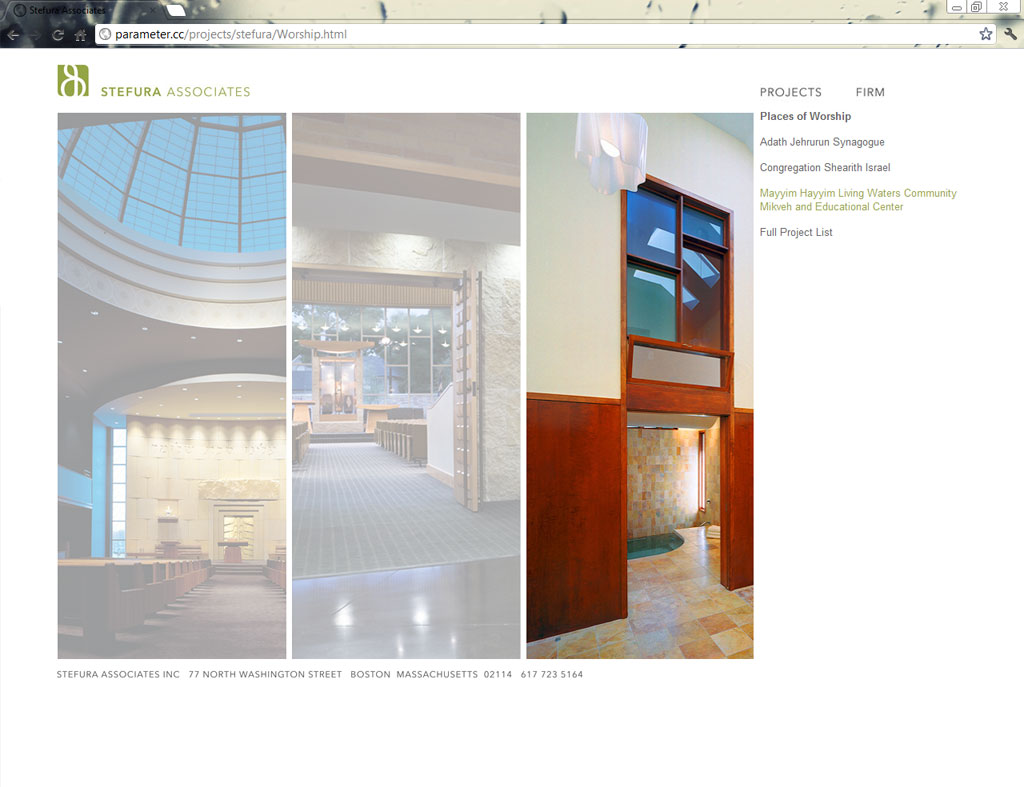 Stefura Associates
parameter.cc/projects/stefura/Worship.html
STEFURA ASSOCIATES
PROJECTS FIRM
Places of Worship
Adath Jehrurun Synagogue
Congregation Shearith Israel
Mayyim Hayyim Living Waters Community
Mikveh and Educational Center
Full Project List
STEFURA ASSOCIATES INC 77 NORTH WASHINGTON STREET BOSTON MASSACHUSETTS 02114 617 723 5164